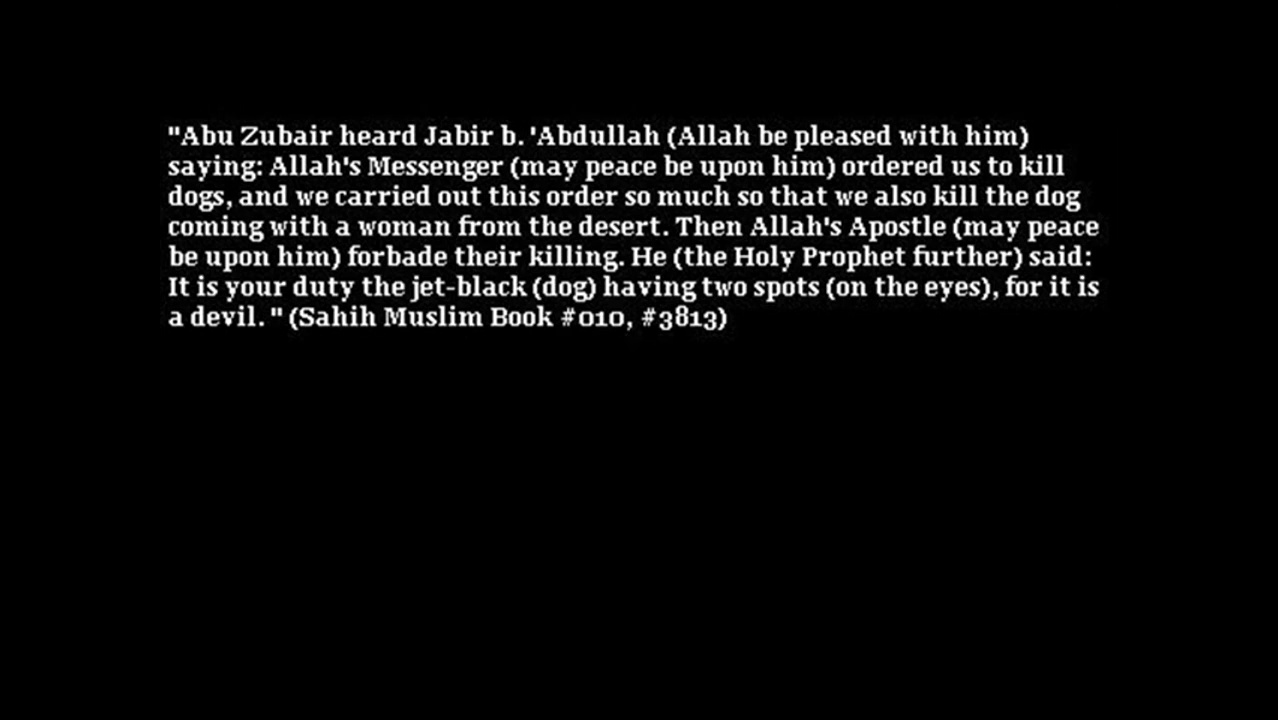 "Abu Zubair heard Jabir b. 'Abdullah (Allah be pleased with him)
saying: Allah's Messenger (may peace be upon him) ordered us to kill
dogs, and we carried out this order so much so that we also kill the dog
coming with a woman from the desert. Then Allah's Apostle (may peace
be upon him) forbade their killing. He (the Holy Prophet further) said:
It is your duty the jet-black (dog) having two spots (on the eyes), for it is
a devil. " (Sahih Muslim Book #010, #3813)